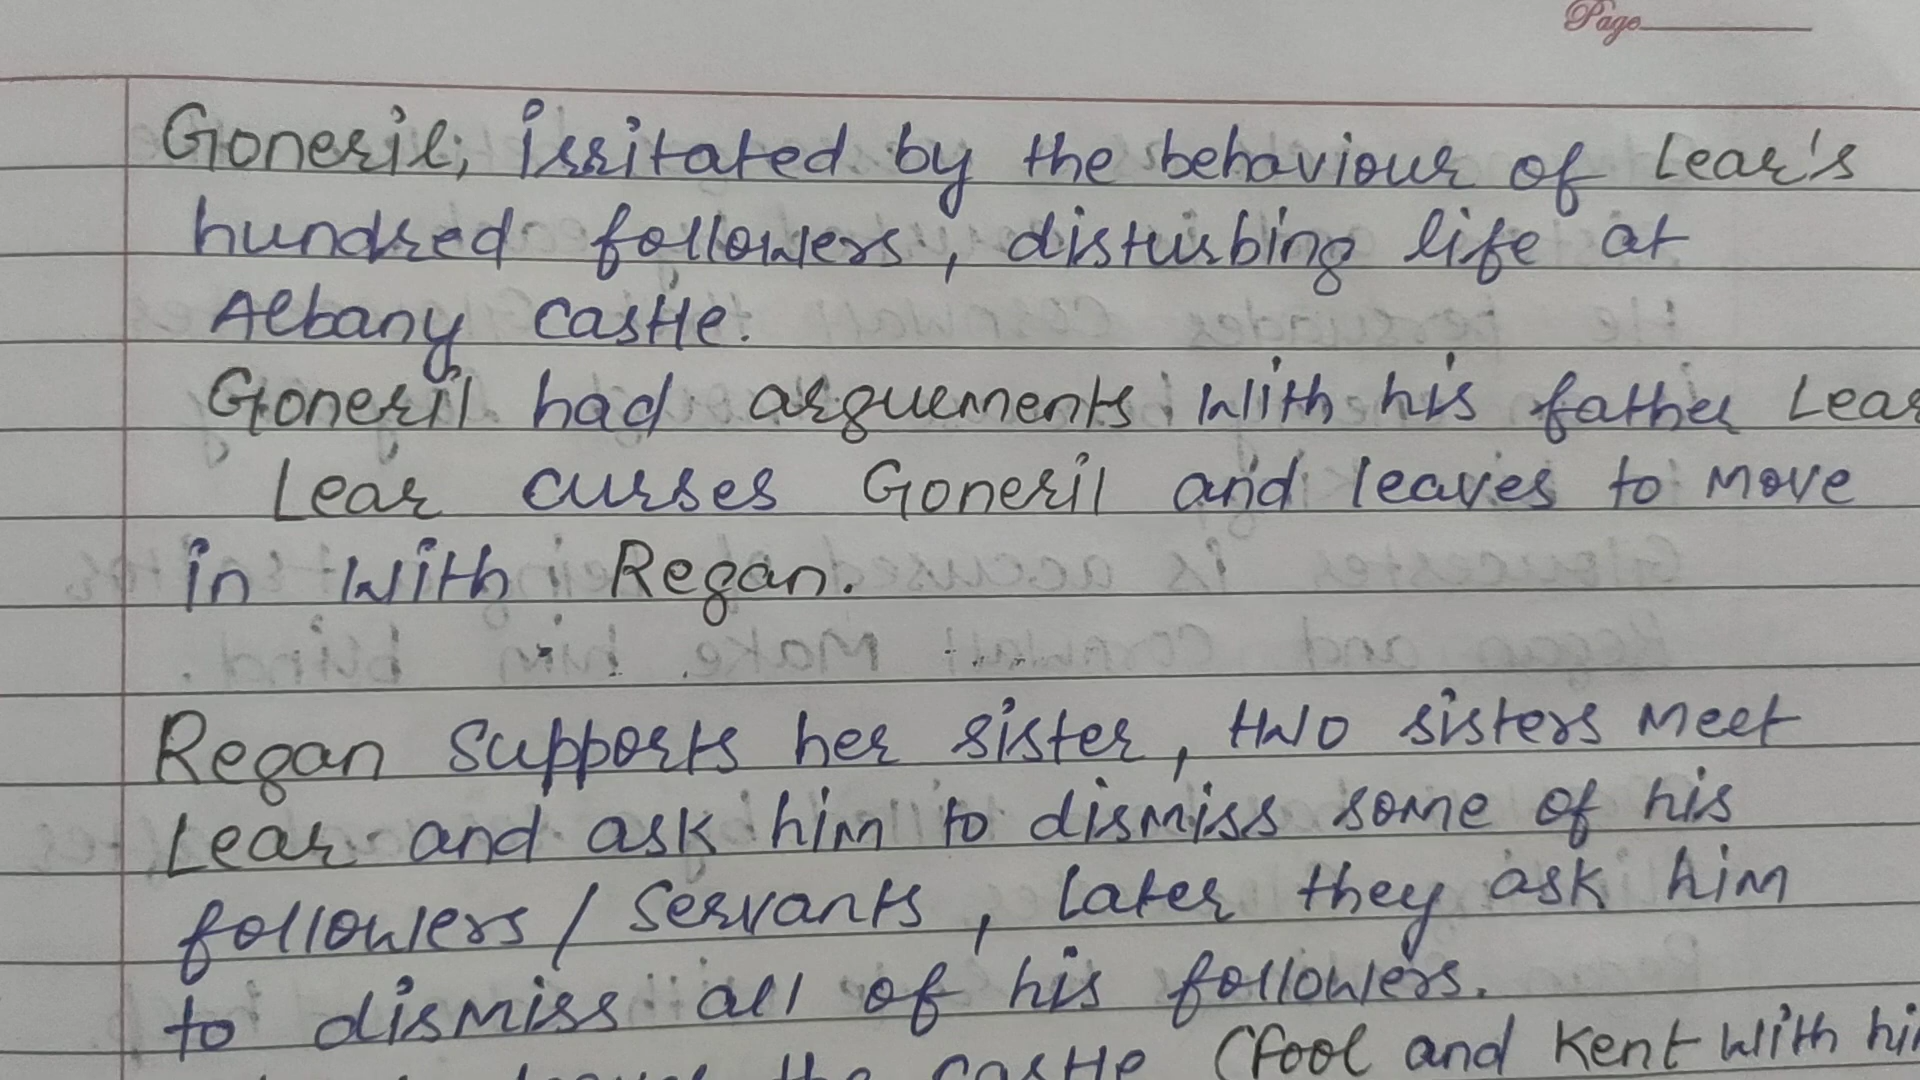 Page
Goneril, irritated by the behaviour of Lear's
hundred followers, disturbing life at
Albany castle.
Goneril had arguements with his father Lear
Lear curses Goneril and leaves to move
in with Regan.
Regan supports her sister, two sisters meet
Lear and ask him to dismiss some of his
followers / servants, later they ask him
to dismiss all of his followers.
the castle (fool and Kent with him